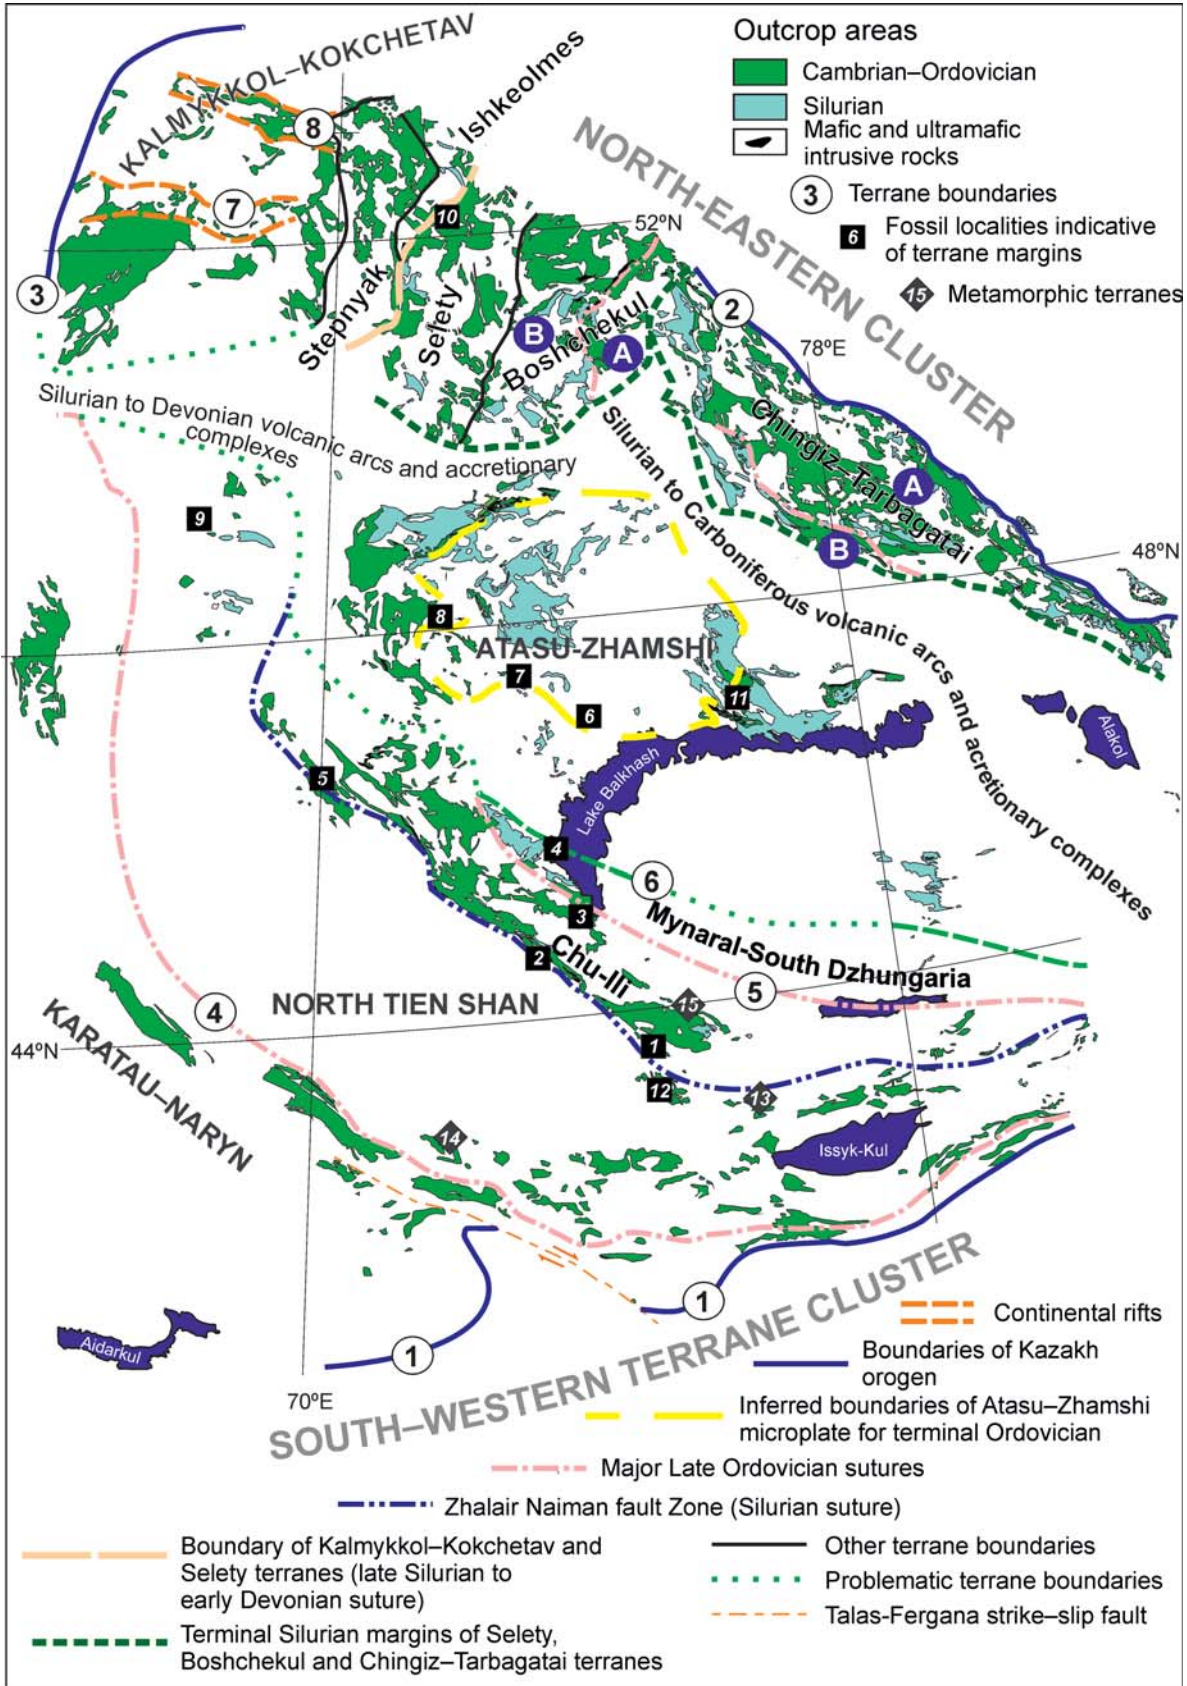 Outcrop areas
Cambrian–Ordovician
Silurian
Mafic and ultramafic
intrusive rocks
3 Terrane boundaries
6 Fossil localities indicative
of terrane margins
15 Metamorphic terranes
KALMYKKOL–KOKCHETAV
Ishkeolmes
8
7
10
52ºN
NORTH-EASTERN CLUSTER
3
Stepnyak
Selety
Boshchekul
B
A
2
78ºE
Silurian to Devonian volcanic arcs and accretionary
complexes
Silurian to Carboniferous volcanic arcs and acretionary complexes
Chingiz–Tarbagatai
A
B
48ºN
9
8
ATASU-ZHAMSHI
7
6
11
Alakol
Lake Balkhash
5
4
6
3
Mynaral-South Dzhungaria
2
Chu-Ili
5
15
NORTH TIEN SHAN
4
44ºN
KARATAU–NARYN
1
12
13
14
Issyk-Kul
1
1
Aidarkul
70ºE
SOUTH–WESTERN TERRANE CLUSTER
Continental rifts
Boundaries of Kazakh
orogen
Inferred boundaries of Atasu–Zhamshi
microplate for terminal Ordovician
Major Late Ordovician sutures
Zhalair Naiman fault Zone (Silurian suture)
Boundary of Kalmykkol–Kokchetav and
Selety terranes (late Silurian to
early Devonian suture)
Terminal Silurian margins of Selety,
Boshchekul and Chingiz–Tarbagatai terranes
Other terrane boundaries
Problematic terrane boundaries
Talas-Fergana strike–slip fault